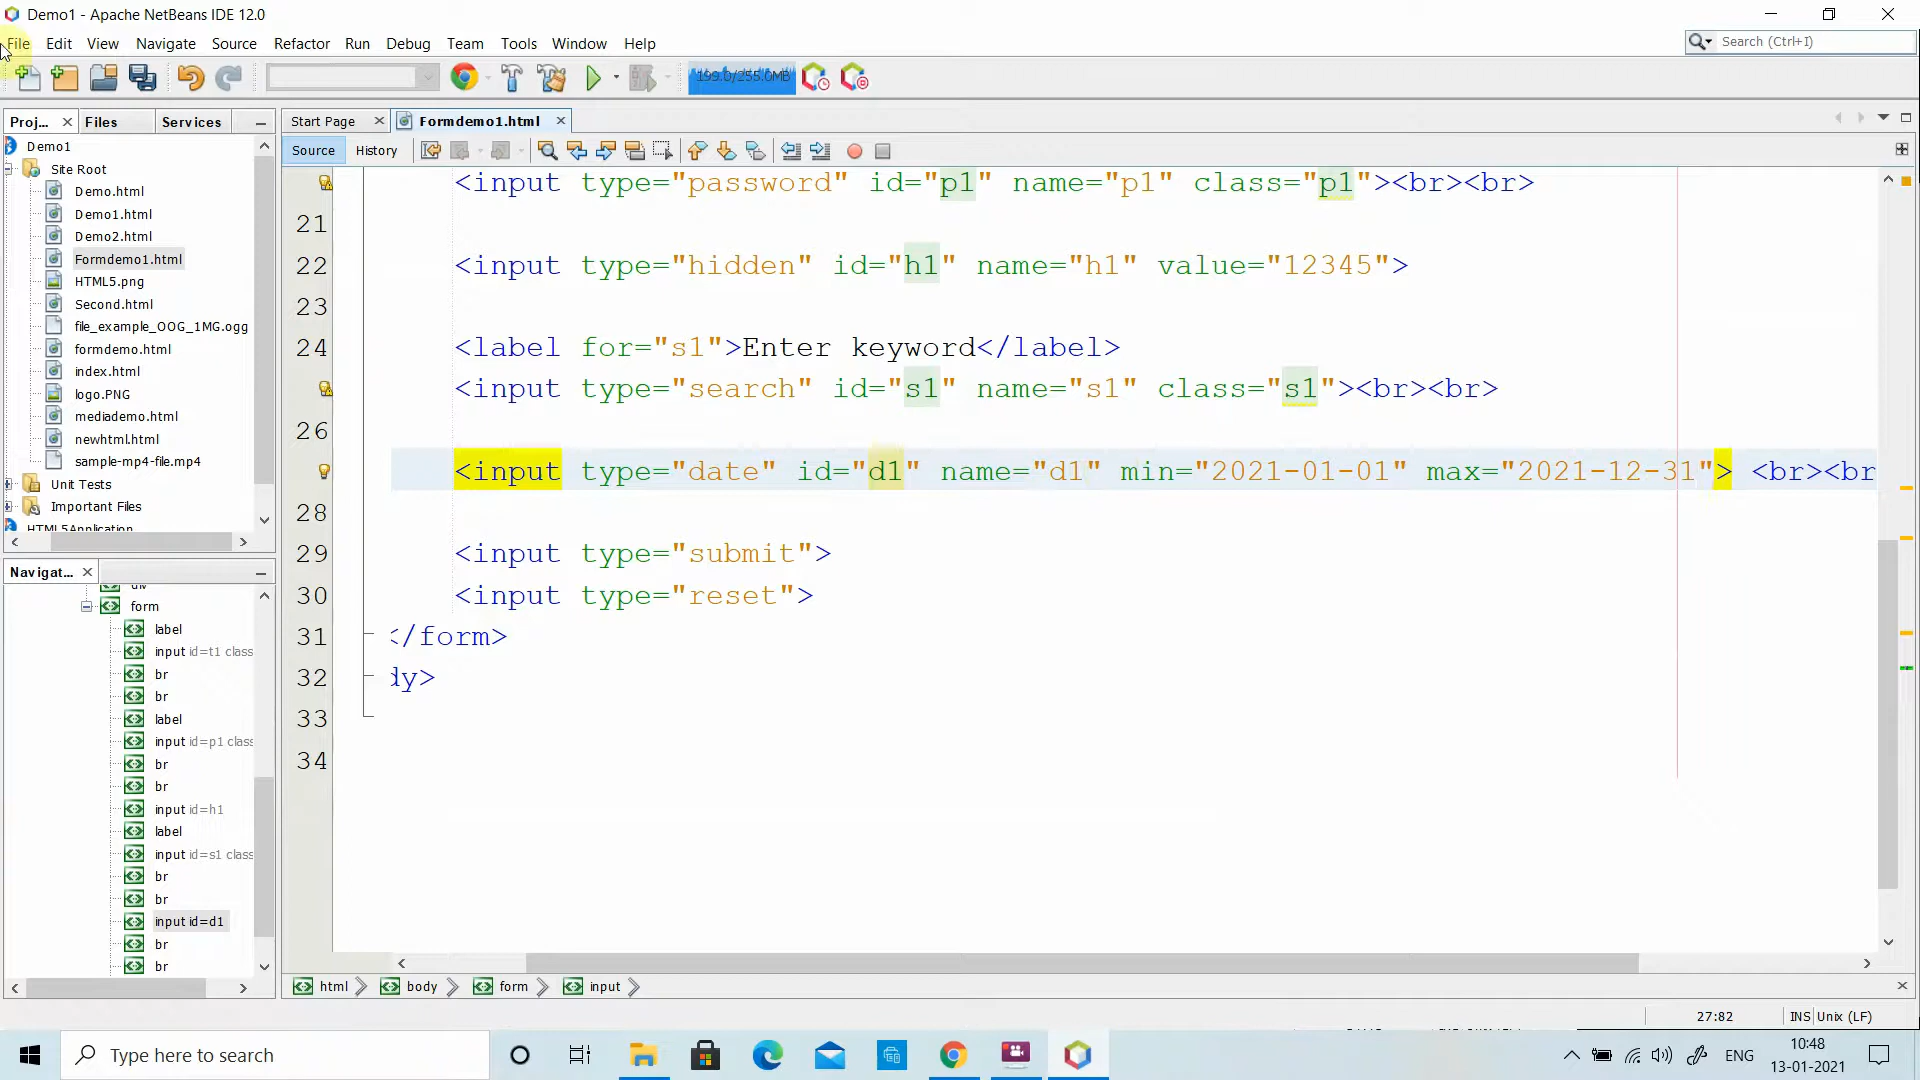 Demo1 - Apache NetBeans IDE 12.0
File Edit View Navigate Source Refactor Run Debug Team Tools Window Help
Search (Ctrl+I)
199.0/255.0MB
Proj... Files Services
Start Page Formdemo1.html
Source History
Demo1
Site Root
Demo.html
Demo1.html
Demo2.html
Formdemo1.html
HTML5.png
Second.html
file_example_OOG_1MG.ogg
formdemo.html
index.html
logo.PNG
mediademo.html
newhtml.html
sample-mp4-file.mp4
Unit Tests
Important Files
HTML5Application
<input type="password" id="p1" name="p1" class="p1"><br><br>
21
22 <input type="hidden" id="h1" name="h1" value="12345">
23
24 <label for="s1">Enter keyword</label>
<input type="search" id="s1" name="s1" class="s1"><br><br>
26
<input type="date" id="d1" name="d1" min="2021-01-01" max="2021-12-31"> <br><br
28
29 <input type="submit">
30 <input type="reset">
31 </form>
32 dy>
33
34
Navigat...
div
form
label
input id=t1 class
br
br
label
input id=p1 class
br
br
input id=h1
label
input id=s1 class
br
br
input id=d1
br
br
html body form input
27:82 INS Unix (LF)
Type here to search
ENG
10:48
13-01-2021